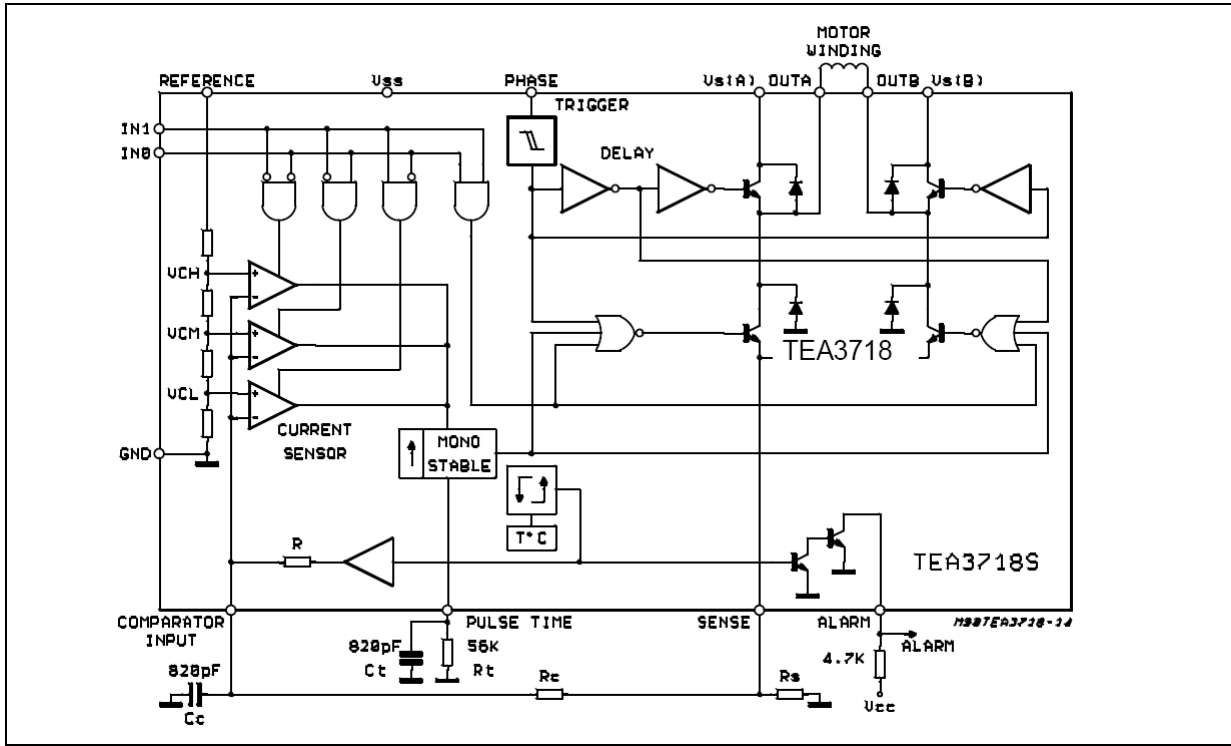 MOTOR
WINDING
REFERENCE
Vss
PHASE
Vs(A)
OUTA
OUTB
Vs(B)
TRIGGER
IN1
IN0
DELAY
VCH
VCM
TEA3718
VCL
CURRENT
SENSOR
GND
MONO
STABLE
T°C
R
TEA3718S
COMPARATOR
INPUT
PULSE TIME
SENSE
ALARM
M90TEA3718-14
820pF
Ct
56K
Rt
4.7K
ALARM
820pF
Cc
Rc
Rs
Vcc